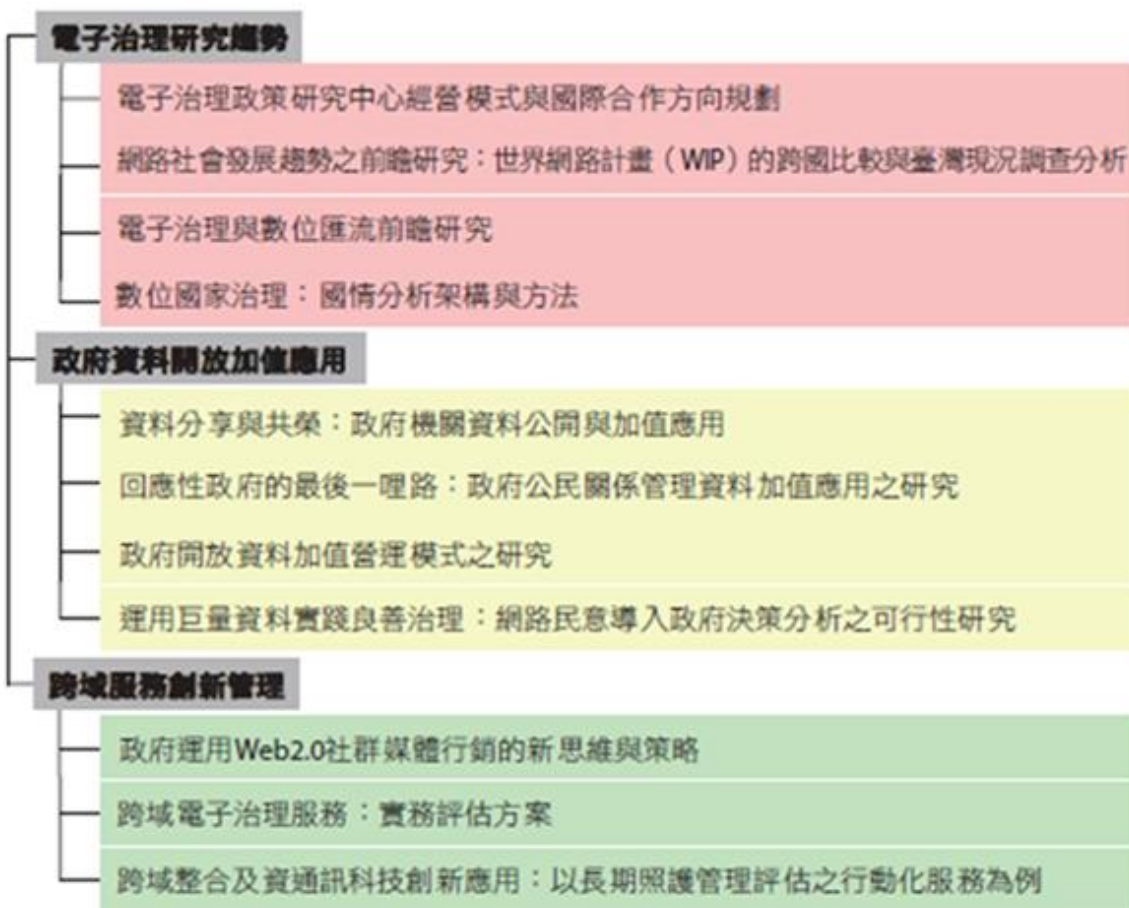 電子治理研究趨勢
電子治理政策研究中心經營模式與國際合作方向規劃
網路社會發展趨勢之前瞻研究：世界網路計畫（WIP）的跨國比較與臺灣現況調查分析
電子治理與數位匯流前瞻研究
數位國家治理：國情分析架構與方法
政府資料開放加值應用
資料分享與共榮：政府機關資料公開與加值應用
回應性政府的最後一哩路：政府公民關係管理資料加值應用之研究
政府開放資料加值營運模式之研究
運用巨量資料實踐良善治理：網路民意導入政府決策分析之可行性研究
跨域服務創新管理
政府運用Web2.0社群媒體行銷的新思維與策略
跨域電子治理服務：實務評估方案
跨域整合及資通訊科技創新應用：以長期照護管理評估之行動化服務為例